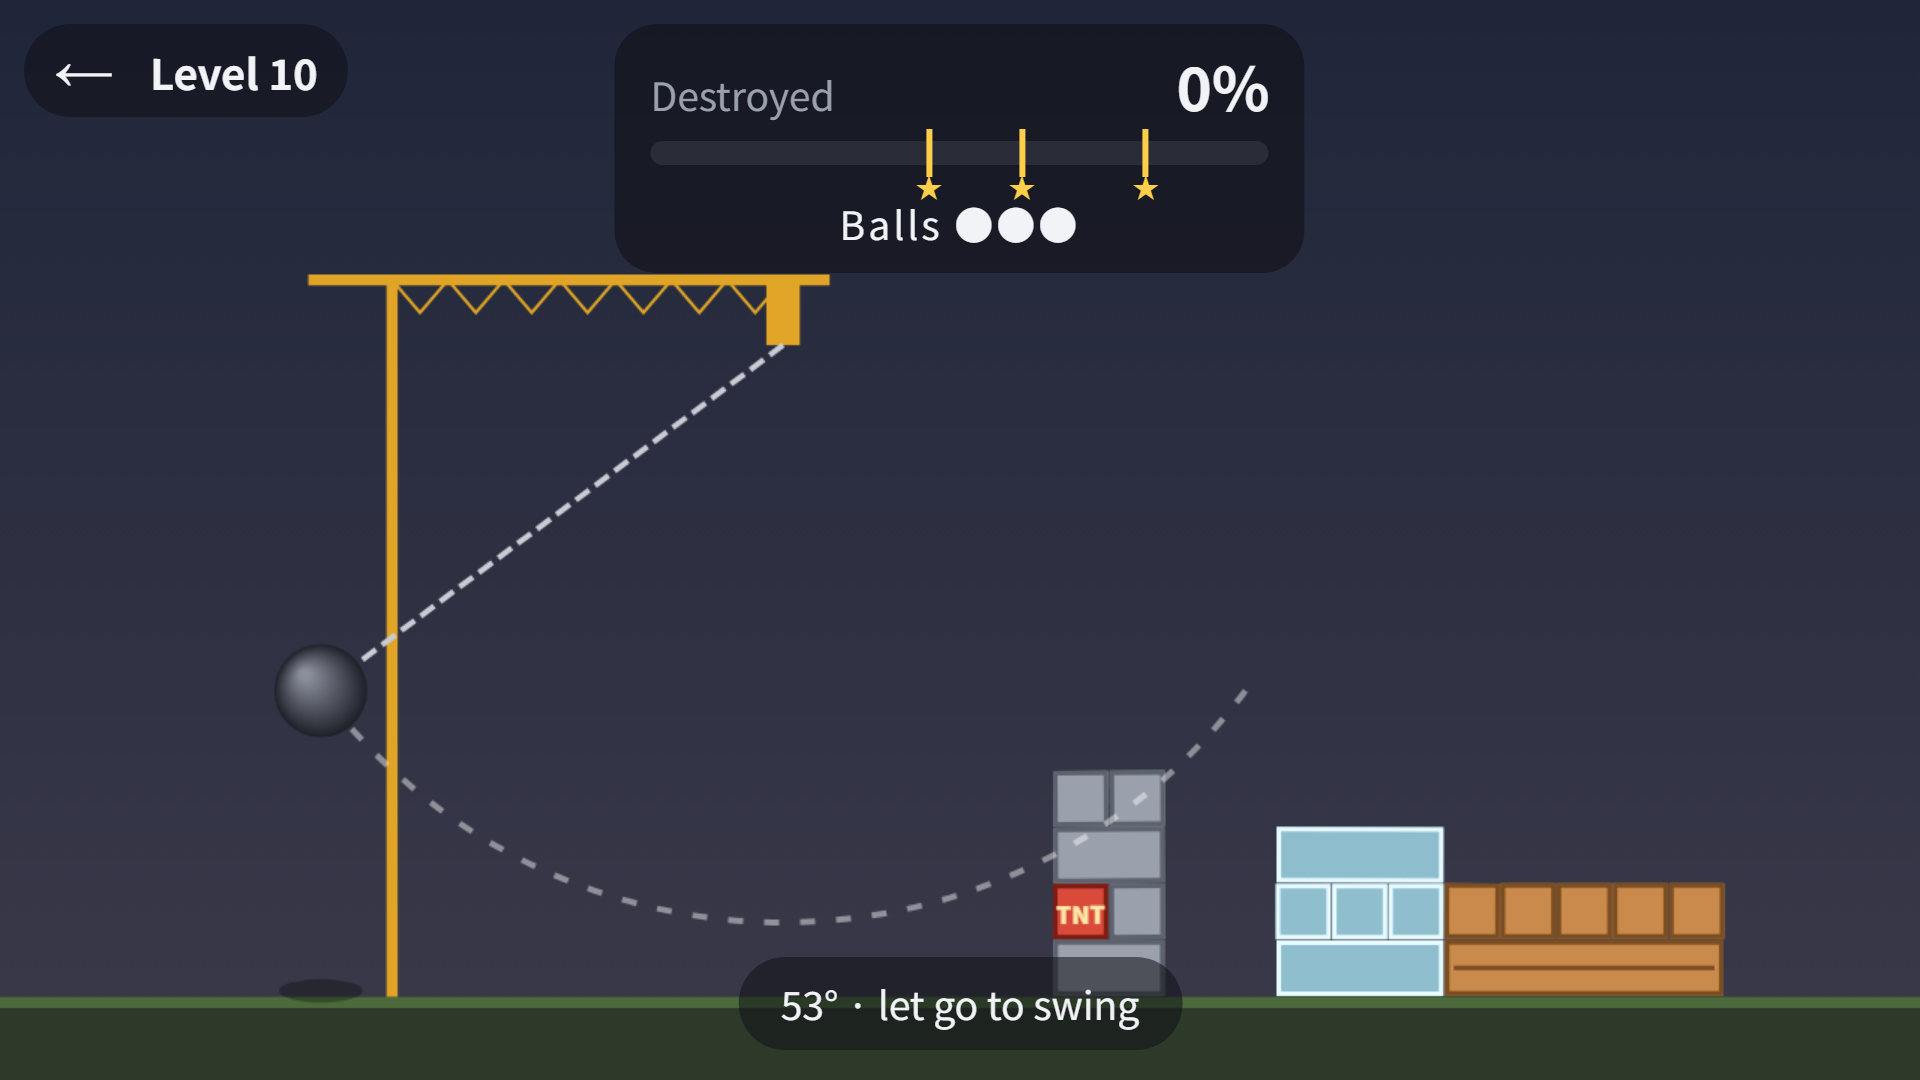 ← Level 10
Destroyed 0%
Balls
TNT
53° · let go to swing